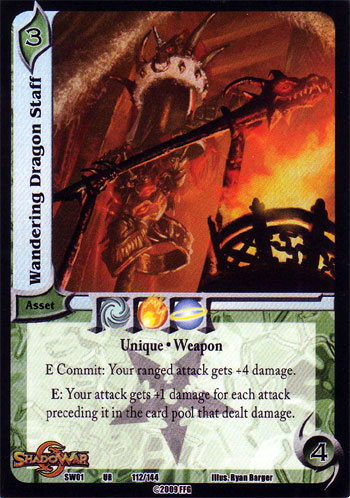 3
Wandering Dragon Staff
Asset
Unique • Weapon
E Commit: Your ranged attack gets +4 damage.
E: Your attack gets +1 damage for each attack
preceding it in the card pool that dealt damage.
4
SHADOWAR
SW01 UR 112/144 Illus. Ryan Barger
©2009 FFG